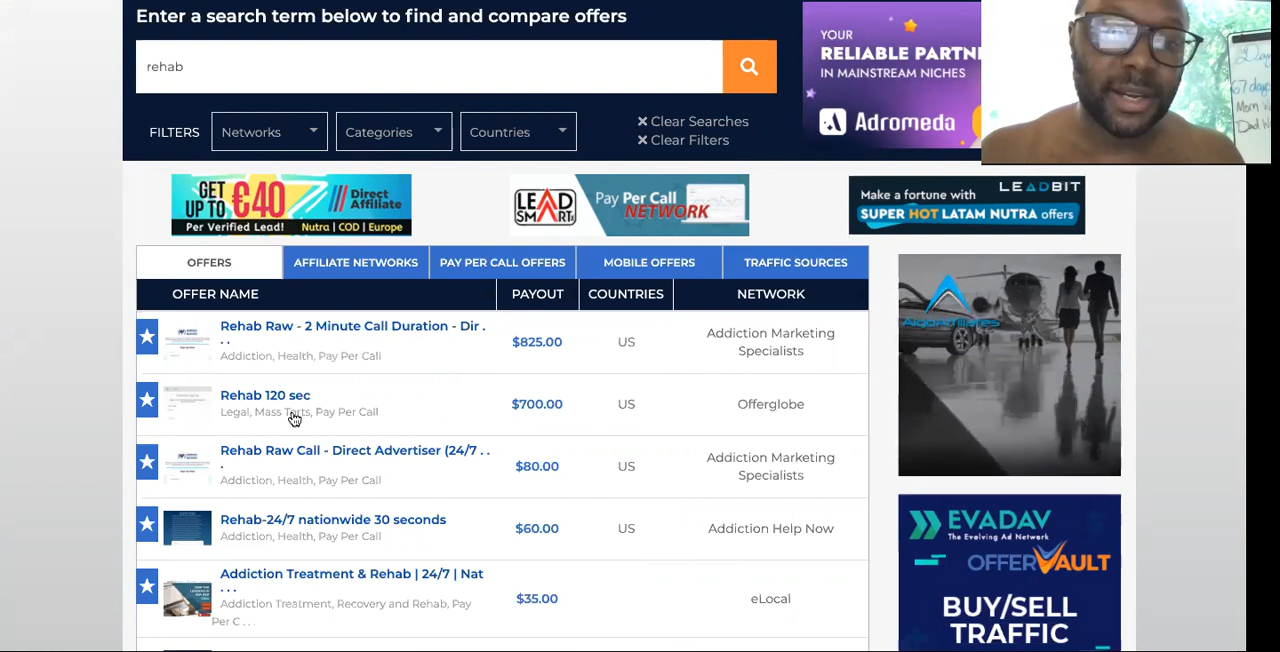 Enter a search term below to find and compare offers
rehab
FILTERS
Networks
Categories
Countries
Clear Searches
Clear Filters
YOUR
RELIABLE PARTN
IN MAINSTREAM NICHES
Adromeda
67 days
Mom
Dad
GET
UP TO €40
Per Verified Lead!
Direct
Affiliate
Nutra | COD | Europe
LEAD
SMART
Pay Per Call
NETWORK
Make a fortune with
LEADBIT
SUPER HOT LATAM NUTRA offers
OFFERS
AFFILIATE NETWORKS
PAY PER CALL OFFERS
MOBILE OFFERS
TRAFFIC SOURCES
OFFER NAME
PAYOUT
COUNTRIES
NETWORK
Rehab Raw - 2 Minute Call Duration - Dir .
. .
Addiction, Health, Pay Per Call
$825.00
US
Addiction Marketing
Specialists
Rehab 120 sec
Legal, Mass Torts, Pay Per Call
$700.00
US
Offerglobe
Rehab Raw Call - Direct Advertiser (24/7 . .
.
Addiction, Health, Pay Per Call
$80.00
US
Addiction Marketing
Specialists
Rehab-24/7 nationwide 30 seconds
Addiction, Health, Pay Per Call
$60.00
US
Addiction Help Now
Addiction Treatment & Rehab | 24/7 | Nat
. . .
Addiction Treatment, Recovery and Rehab, Pay
Per C . . .
$35.00
eLocal
AlgoAffiliates
EVADAV
The Evolving Ad Network
OFFERVAULT
BUY/SELL
TRAFFIC